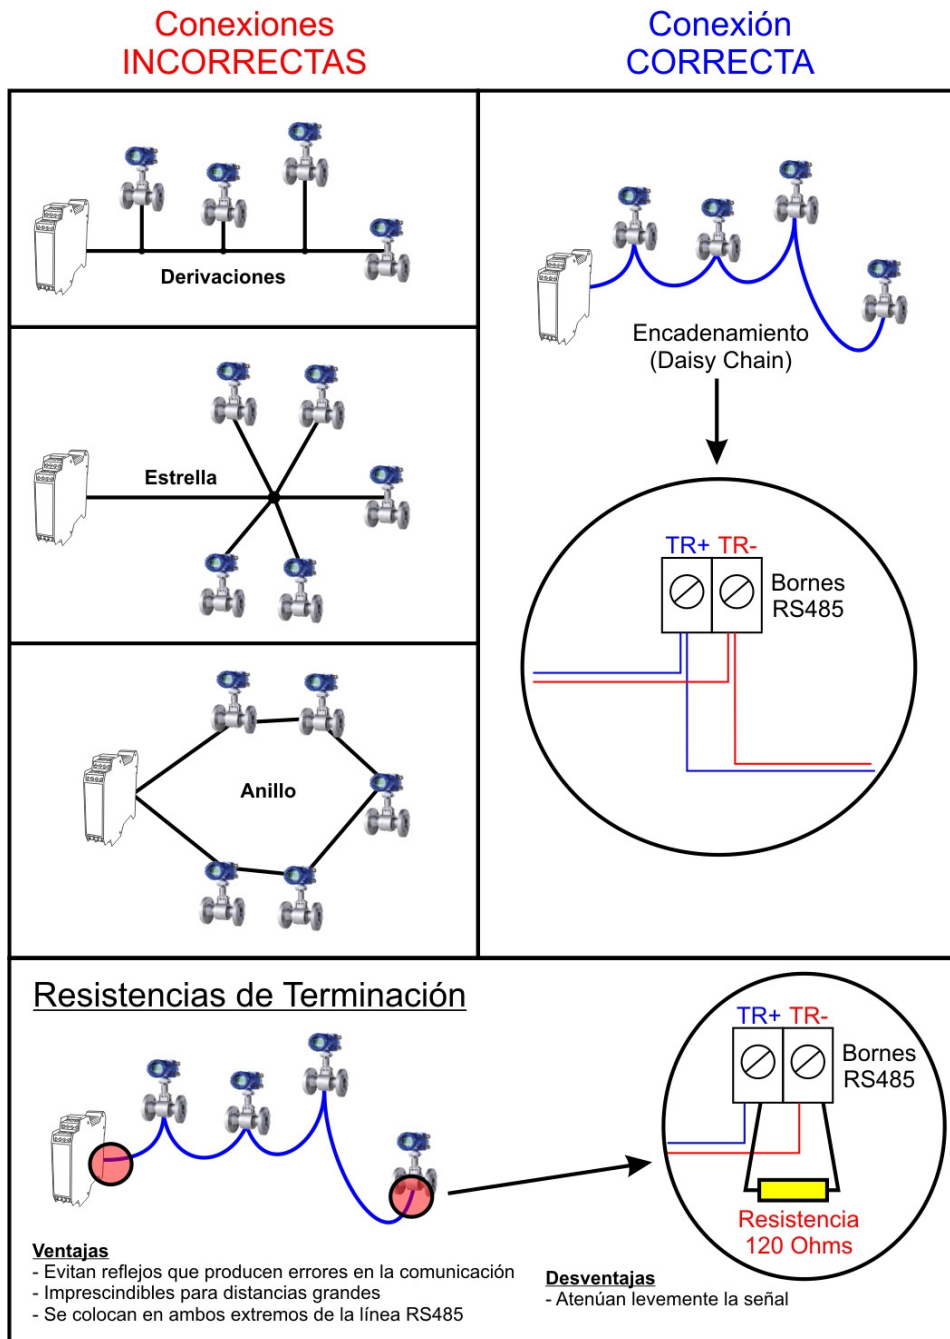 Conexiones
INCORRECTAS
Conexión
CORRECTA
Derivaciones
Estrella
Anillo
Encadenamiento
(Daisy Chain)
TR+ TR-
Bornes
RS485
Resistencias de Terminación
TR+ TR-
Bornes
RS485
Resistencia
120 Ohms
Ventajas
- Evitan reflejos que producen errores en la comunicación
- Imprescindibles para distancias grandes
- Se colocan en ambos extremos de la línea RS485
Desventajas
- Atenúan levemente la señal